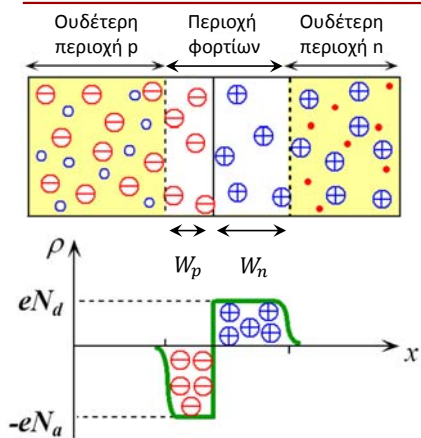 Ουδέτερη
περιοχή p
Περιοχή
φορτίων
Ουδέτερη
περιοχή n
W_p
W_n
ρ
eN_d
x
-eN_a